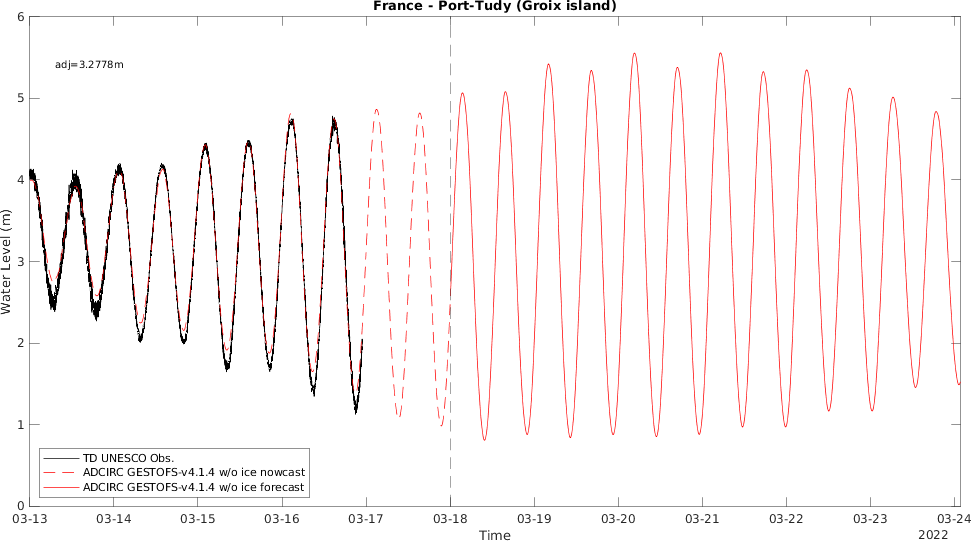 France - Port-Tudy (Groix island)
6
adj=3.2778m
5
4
3
2
1
0
Water Level (m)
TD UNESCO Obs.
ADCIRC GESTOFS-v4.1.4 w/o ice nowcast
ADCIRC GESTOFS-v4.1.4 w/o ice forecast
03-13 03-14 03-15 03-16 03-17 03-18 03-19 03-20 03-21 03-22 03-23 03-24
Time
2022